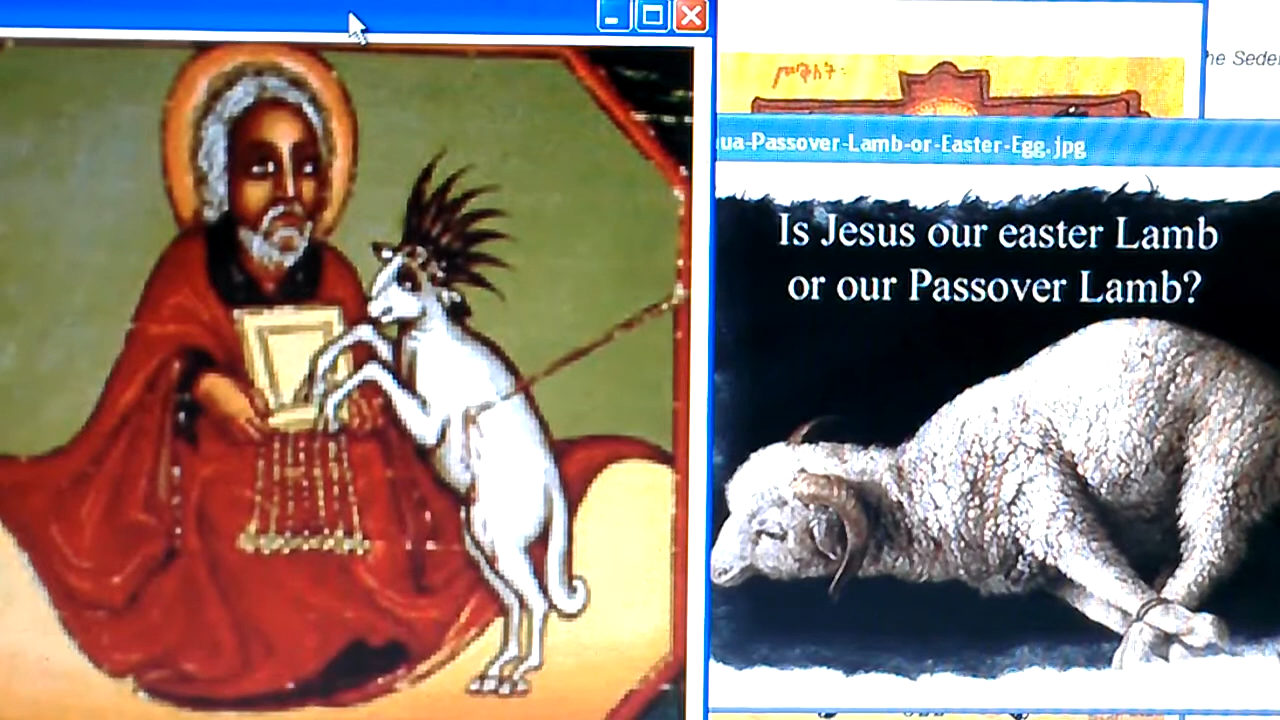 he Seder
ua-Passover-Lamb-or-Easter-Egg.jpg
Is Jesus our easter Lamb
or our Passover Lamb?